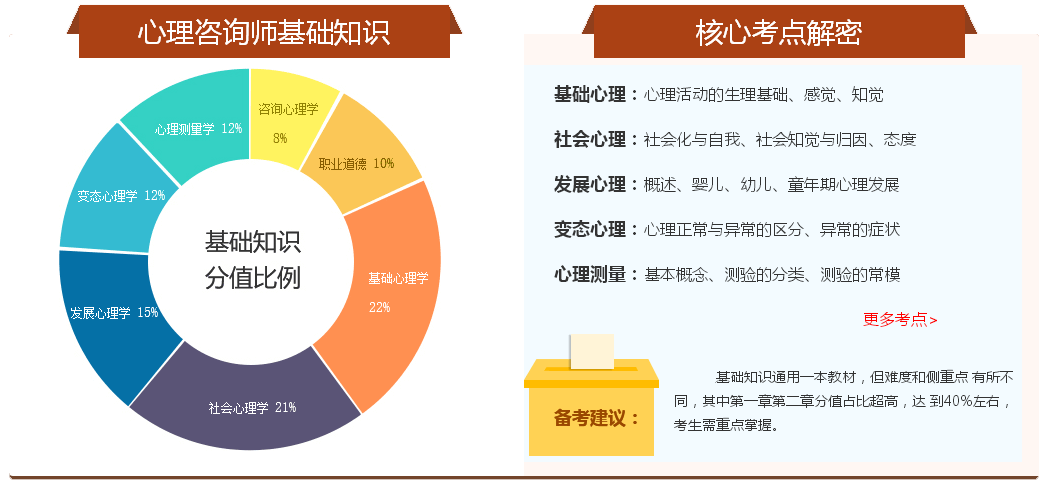 心理咨询师基础知识
咨询心理学
8%
心理测量学 12%
职业道德 10%
变态心理学 12%
基础知识
分值比例
基础心理学
22%
发展心理学 15%
社会心理学 21%
核心考点解密
基础心理：心理活动的生理基础、感觉、知觉
社会心理：社会化与自我、社会知觉与归因、态度
发展心理：概述、婴儿、幼儿、童年期心理发展
变态心理：心理正常与异常的区分、异常的症状
心理测量：基本概念、测验的分类、测验的常模
更多考点>
备考建议：
基础知识通用一本教材，但难度和侧重点 有所不
同，其中第一章第二章分值占比超高，达 到40%左右，
考生需重点掌握。